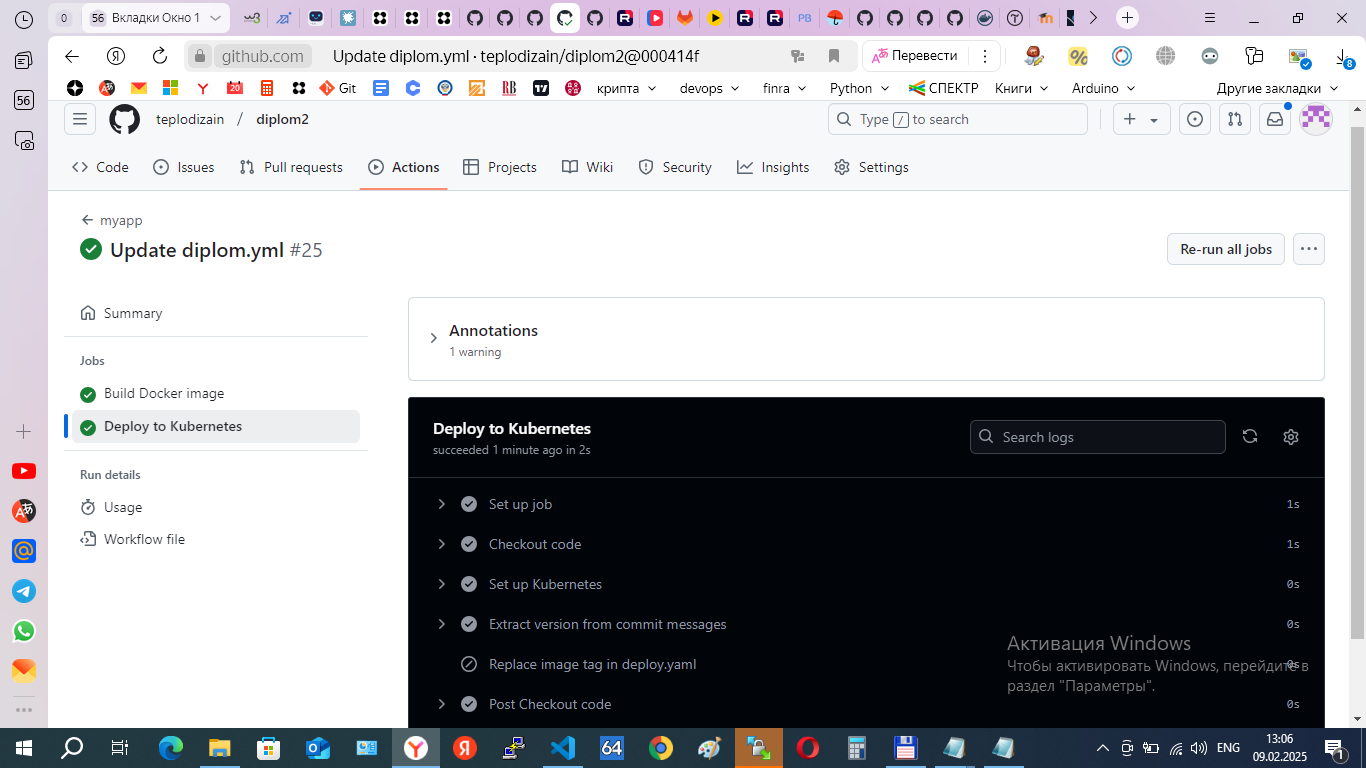 0
56 Вкладки Окно 1
PB
github.com
Update diplom.yml · teplodizain/diplom2@000414f
Перевести
8
20
Git
крипта
devops
finra
Python
СПЕКТР
Книги
Arduino
Другие закладки
56
teplodizain / diplom2
Type / to search
Code
Issues
Pull requests
Actions
Projects
Wiki
Security
Insights
Settings
myapp
Update diplom.yml #25
Re-run all jobs
Summary
Jobs
Build Docker image
Deploy to Kubernetes
Run details
Usage
Workflow file
Annotations
1 warning
Deploy to Kubernetes
succeeded 1 minute ago in 2s
Search logs
Set up job 1s
Checkout code 1s
Set up Kubernetes 0s
Extract version from commit messages 0s
Replace image tag in deploy.yaml 0s
Post Checkout code 0s
Активация Windows
Чтобы активировать Windows, перейдите в
раздел "Параметры".
64
ENG
13:06
09.02.2025
1